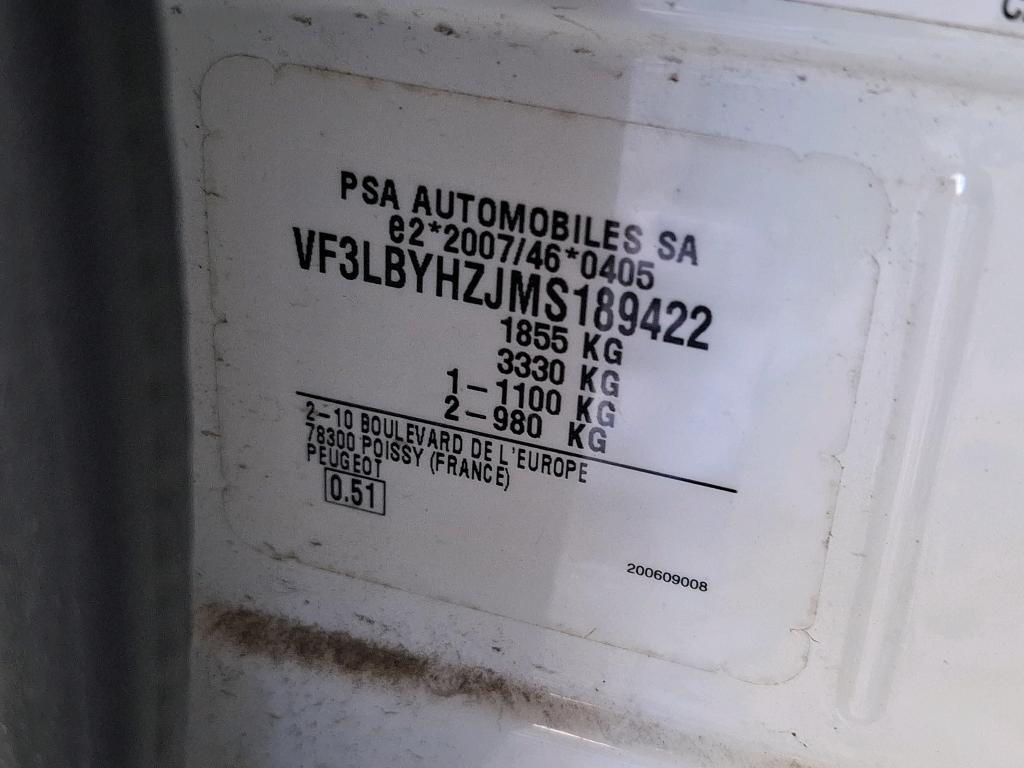 PSA AUTOMOBILES SA
e2*2007/46*0405
VF3LBYHZJMS189422
1855 KG
3330 KG
1-1100 KG
2-980 KG
2-10 BOULEVARD DE L'EUROPE
78300 POISSY (FRANCE)
PEUGEOT
0.51
200609008